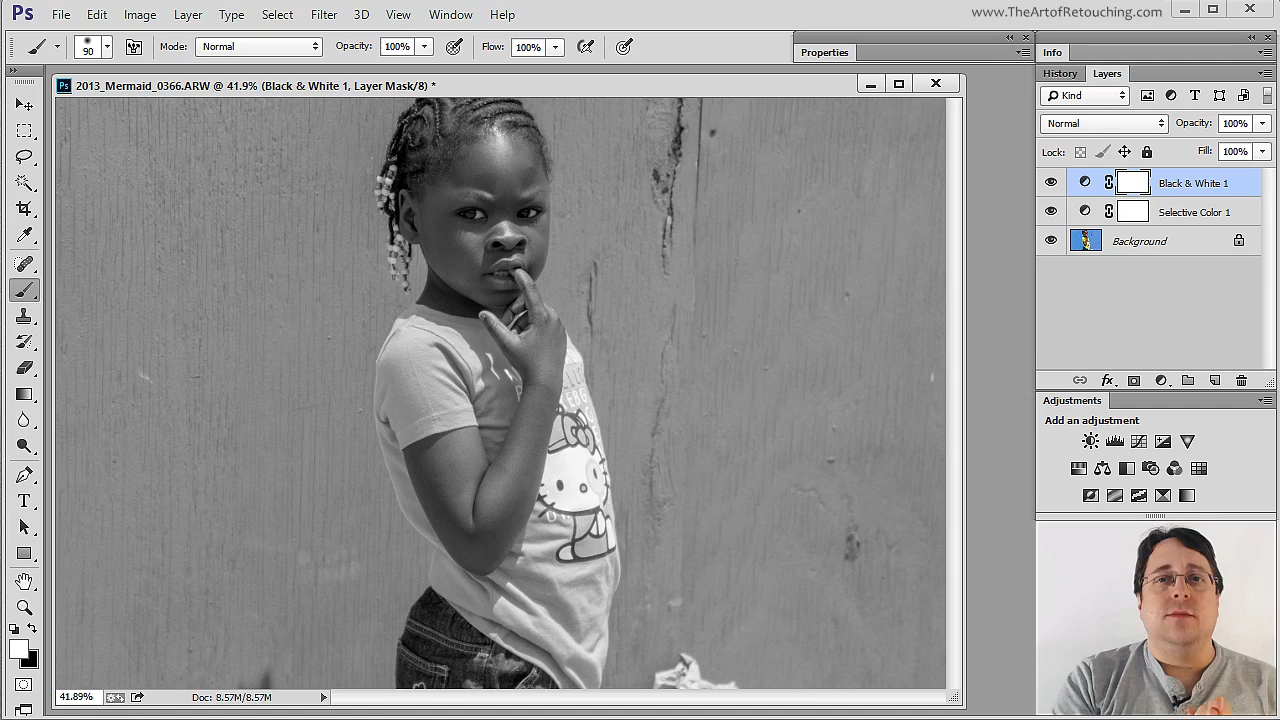 Ps File Edit Image Layer Type Select Filter 3D View Window Help
www.TheArtofRetouching.com
90 Mode: Normal Opacity: 100% Flow: 100%
Properties
Info
2013_Mermaid_0366.ARW @ 41.9% (Black & White 1, Layer Mask/8) *
History Layers
Kind
Normal Opacity: 100%
Lock: Fill: 100%
Black & White 1
Selective Color 1
Background
fx
Adjustments
Add an adjustment
41.89% Doc: 8.57M/8.57M